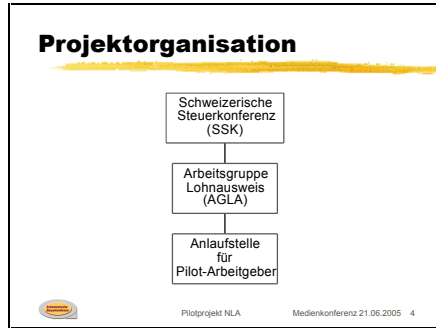 Projektorganisation
Schweizerische
Steuerkonferenz
(SSK)
Arbeitsgruppe
Lohnausweis
(AGLA)
Anlaufstelle
für
Pilot-Arbeitgeber
Pilotprojekt NLA Medienkonferenz 21.06.2005 4